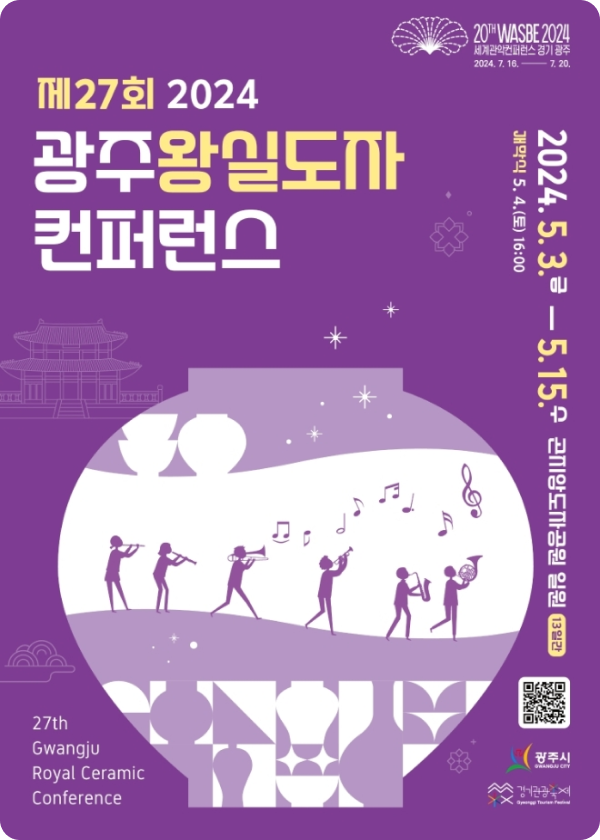 20TH WASBE 2024
세계관악컨퍼런스 경기 광주
2024. 7. 16. 7. 20.
제27회 2024
광주왕실도자
컨퍼런스
2024. 5. 3. 금 — 5.15. 수 곤지암도자공원 일원 13일간
개막식 5. 4.(토) 16:00
27th
Gwangju
Royal Ceramic
Conference
광주시
GWANGJU CITY
경기관광축제
Gyeonggi Tourism Festival